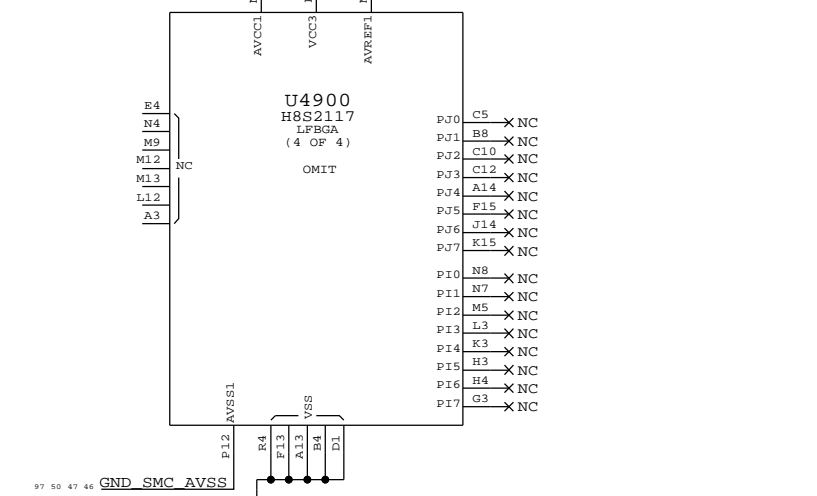 AVCC1
VCC3
AVREF1
U4900
H8S2117
LFBGA
(4 OF 4)
OMIT
E4
N4
M9
M12
M13
L12
A3
NC
PJ0 C5 NC
PJ1 B8 NC
PJ2 C10 NC
PJ3 C12 NC
PJ4 A14 NC
PJ5 F15 NC
PJ6 J14 NC
PJ7 K15 NC
PI0 N8 NC
PI1 N7 NC
PI2 M5 NC
PI3 L3 NC
PI4 K3 NC
PI5 H3 NC
PI6 H4 NC
PI7 G3 NC
AVSS1
VSS
P12
R4
F13
A13
B4
D1
97 50 47 46 GND_SMC_AVSS